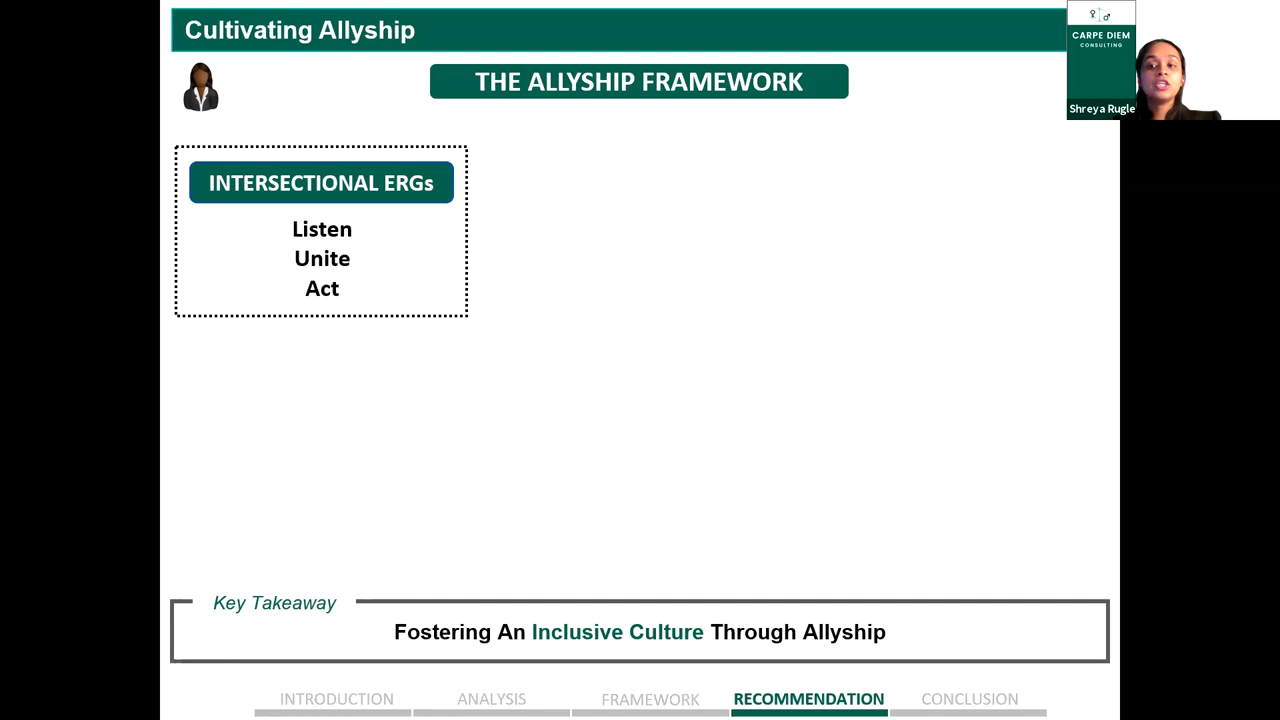 Cultivating Allyship
THE ALLYSHIP FRAMEWORK
CARPE DIEM
CONSULTING
Shreya Rugle
INTERSECTIONAL ERGs
Listen
Unite
Act
Key Takeaway
Fostering An Inclusive Culture Through Allyship
INTRODUCTION
ANALYSIS
FRAMEWORK
RECOMMENDATION
CONCLUSION